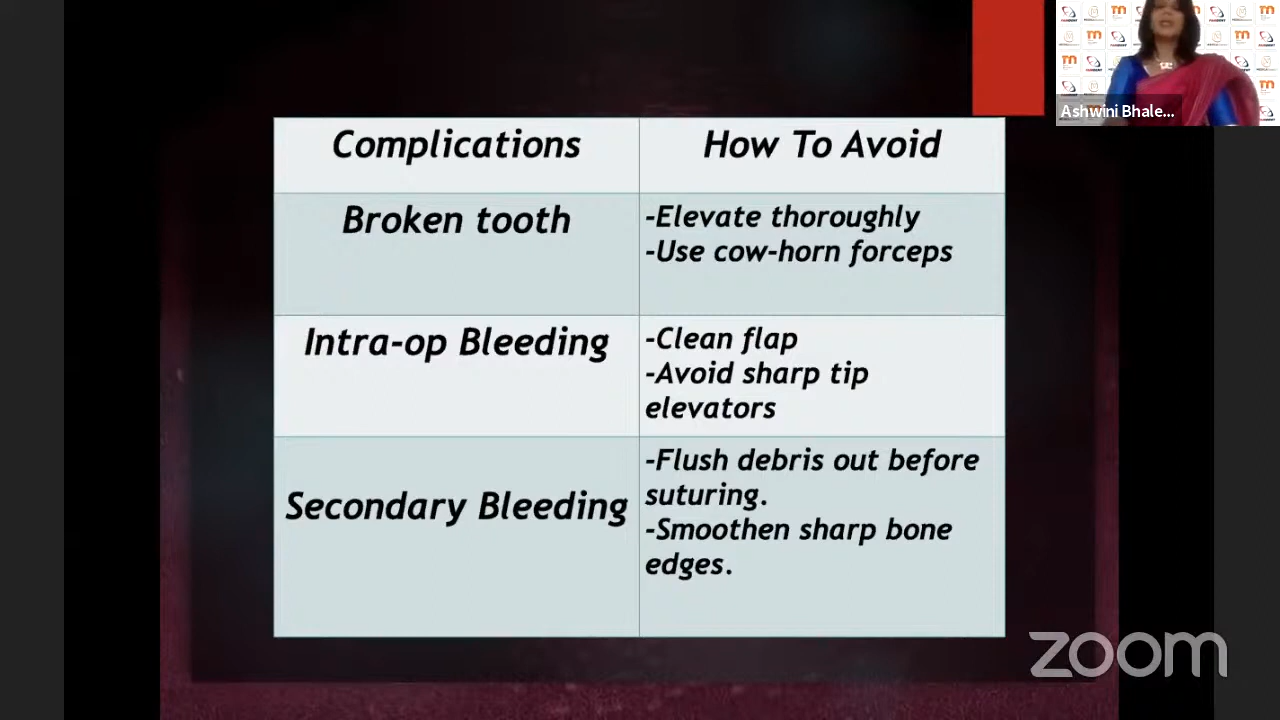 Ashwini Bhale...
Complications
How To Avoid
Broken tooth
-Elevate thoroughly
-Use cow-horn forceps
Intra-op Bleeding
-Clean flap
-Avoid sharp tip
elevators
Secondary Bleeding
-Flush debris out before
suturing.
-Smoothen sharp bone
edges.
zoom